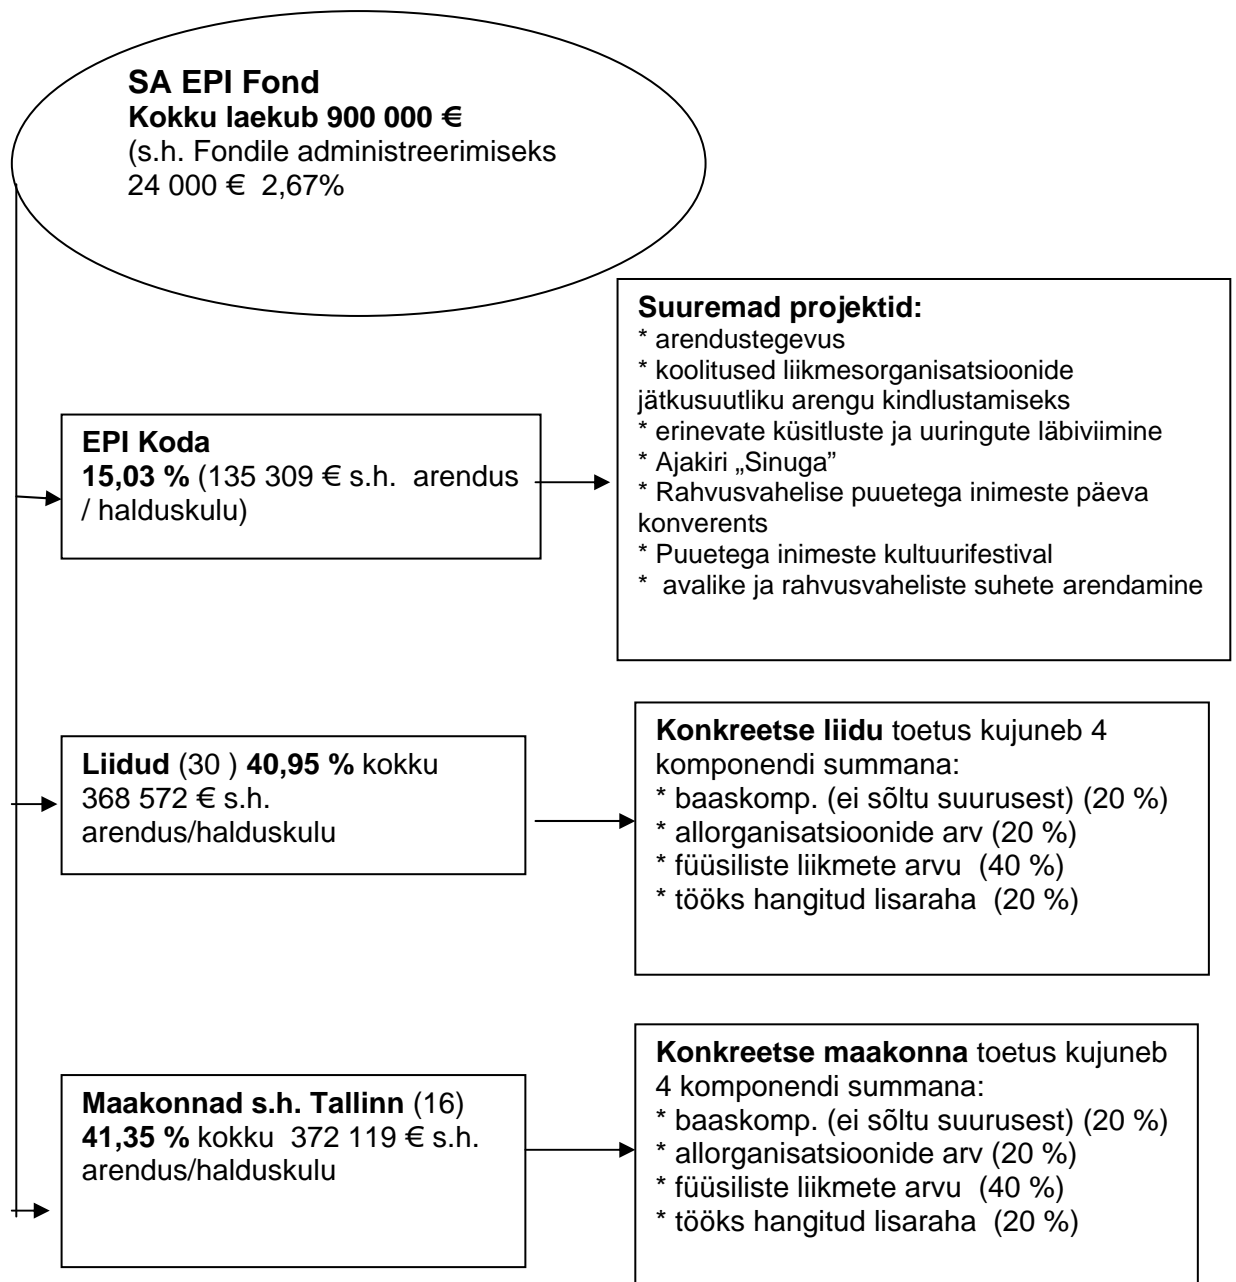 SA EPI Fond
Kokku laekub 900 000 €
(s.h. Fondile administreerimiseks
24 000 € 2,67%
Suuremad projektid:
* arendustegevus
* koolitused liikmesorganisatsioonide
jätkusuutliku arengu kindlustamiseks
* erinevate küsitluste ja uuringute läbiviimine
* Ajakiri „Sinuga”
* Rahvusvahelise puuetega inimeste päeva
konverents
* Puuetega inimeste kultuurifestival
* avalike ja rahvusvaheliste suhete arendamine
EPI Koda
15,03 % (135 309 € s.h. arendus
/ halduskulu)
Liidud (30 ) 40,95 % kokku
368 572 € s.h.
arendus/halduskulu
Konkreetse liidu toetus kujuneb 4
komponendi summana:
* baaskomp. (ei sõltu suurusest) (20 %)
* allorganisatsioonide arv (20 %)
* füüsiliste liikmete arvu (40 %)
* tööks hangitud lisaraha (20 %)
Maakonnad s.h. Tallinn (16)
41,35 % kokku 372 119 € s.h.
arendus/halduskulu
Konkreetse maakonna toetus kujuneb
4 komponendi summana:
* baaskomp. (ei sõltu suurusest) (20 %)
* allorganisatsioonide arv (20 %)
* füüsiliste liikmete arvu (40 %)
* tööks hangitud lisaraha (20 %)